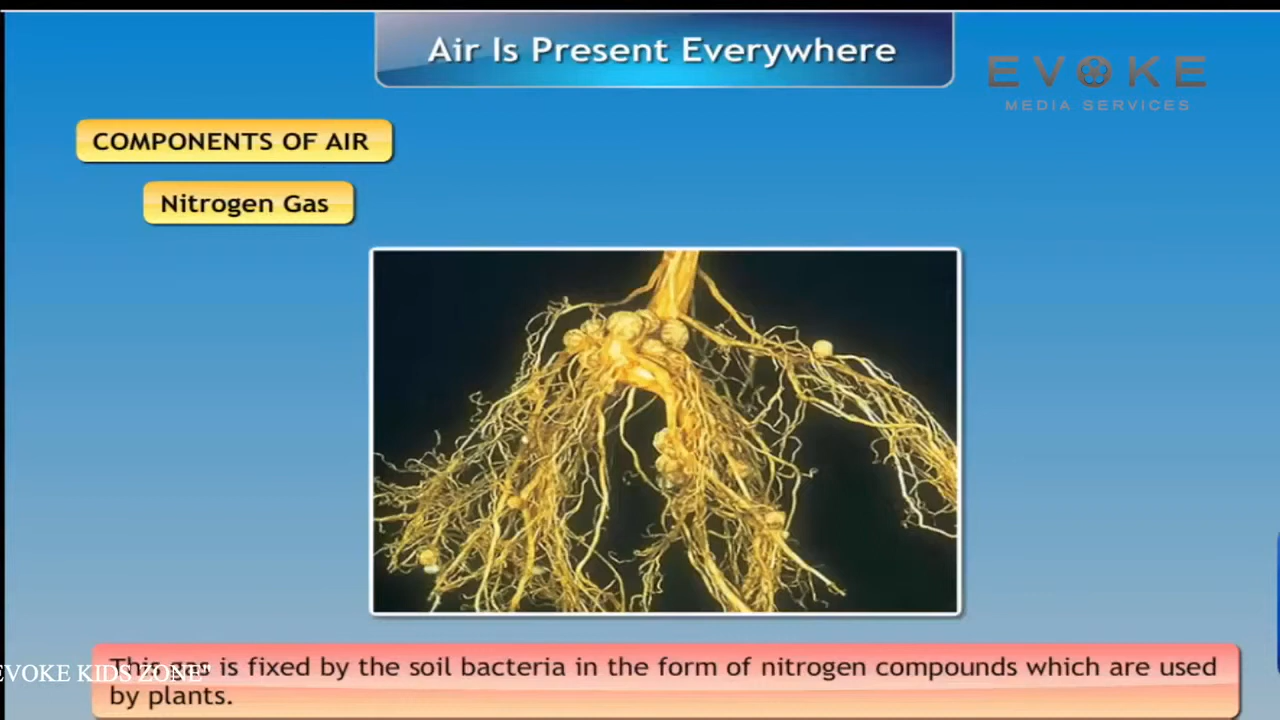 Air Is Present Everywhere
EVOKE
MEDIA SERVICES
COMPONENTS OF AIR
Nitrogen Gas
This is fixed by the soil bacteria in the form of nitrogen compounds which are used
by plants.
EVOKE KIDS ZONE"